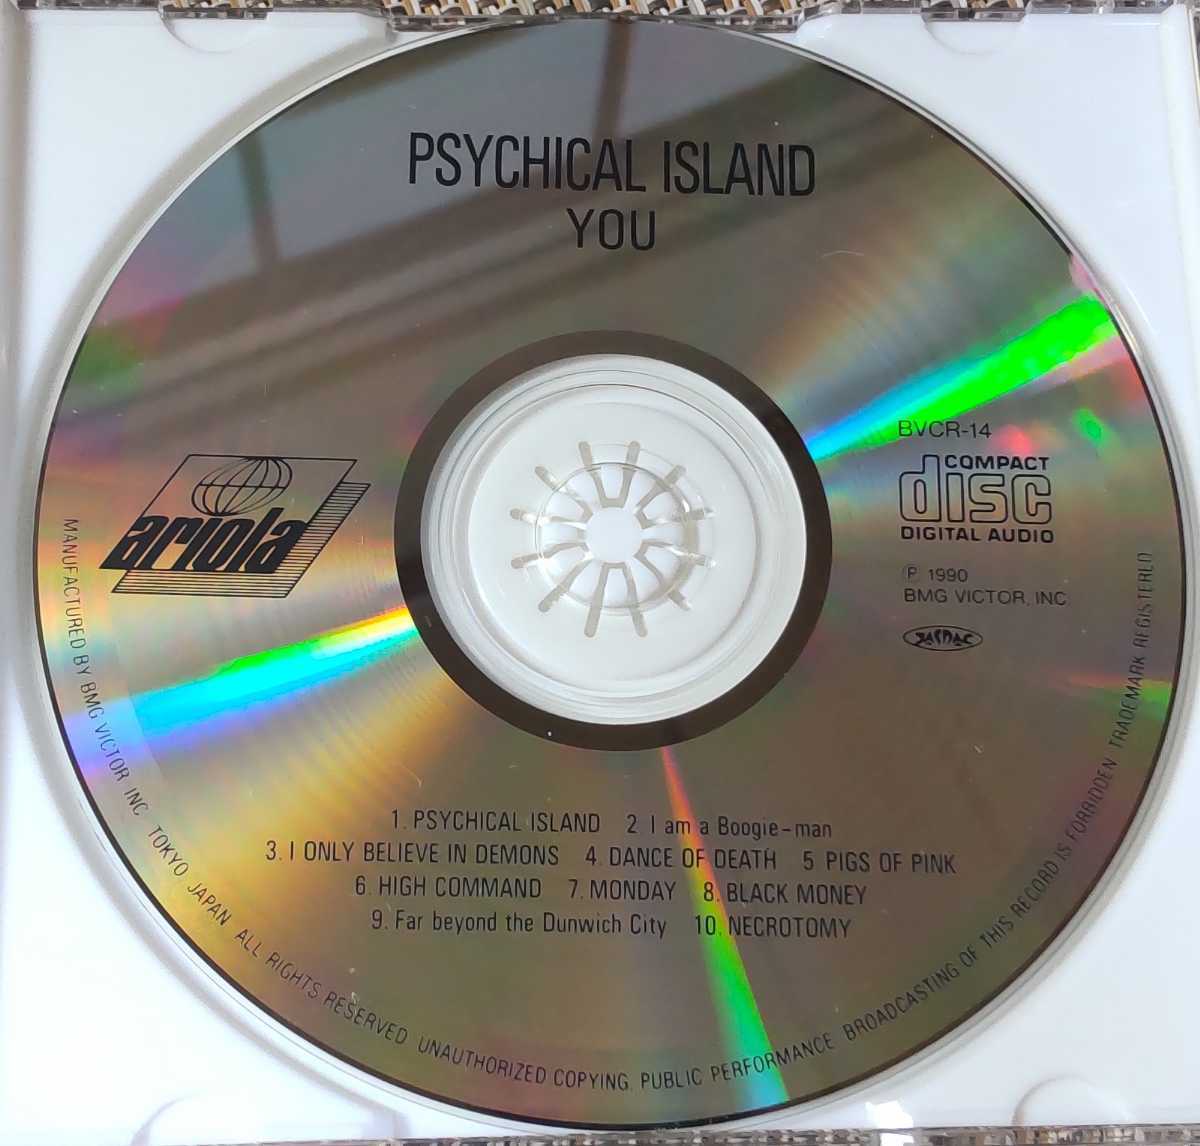 PSYCHICAL ISLAND
YOU
ariola
BVCR-14
COMPACT
disc
DIGITAL AUDIO
Ⓟ 1990
BMG VICTOR, INC
JASRAC
1. PSYCHICAL ISLAND 2 I am a Boogie-man
3. I ONLY BELIEVE IN DEMONS 4. DANCE OF DEATH 5 PIGS OF PINK
6. HIGH COMMAND 7. MONDAY 8. BLACK MONEY
9. Far beyond the Dunwich City 10. NECROTOMY
MANUFACTURED BY BMG VICTOR INC TOKYO JAPAN ALL RIGHTS RESERVED UNAUTHORIZED COPYING, PUBLIC PERFORMANCE BROADCASTING OF THIS RECORD IS FORBIDDEN TRADEMARK REGISTERED